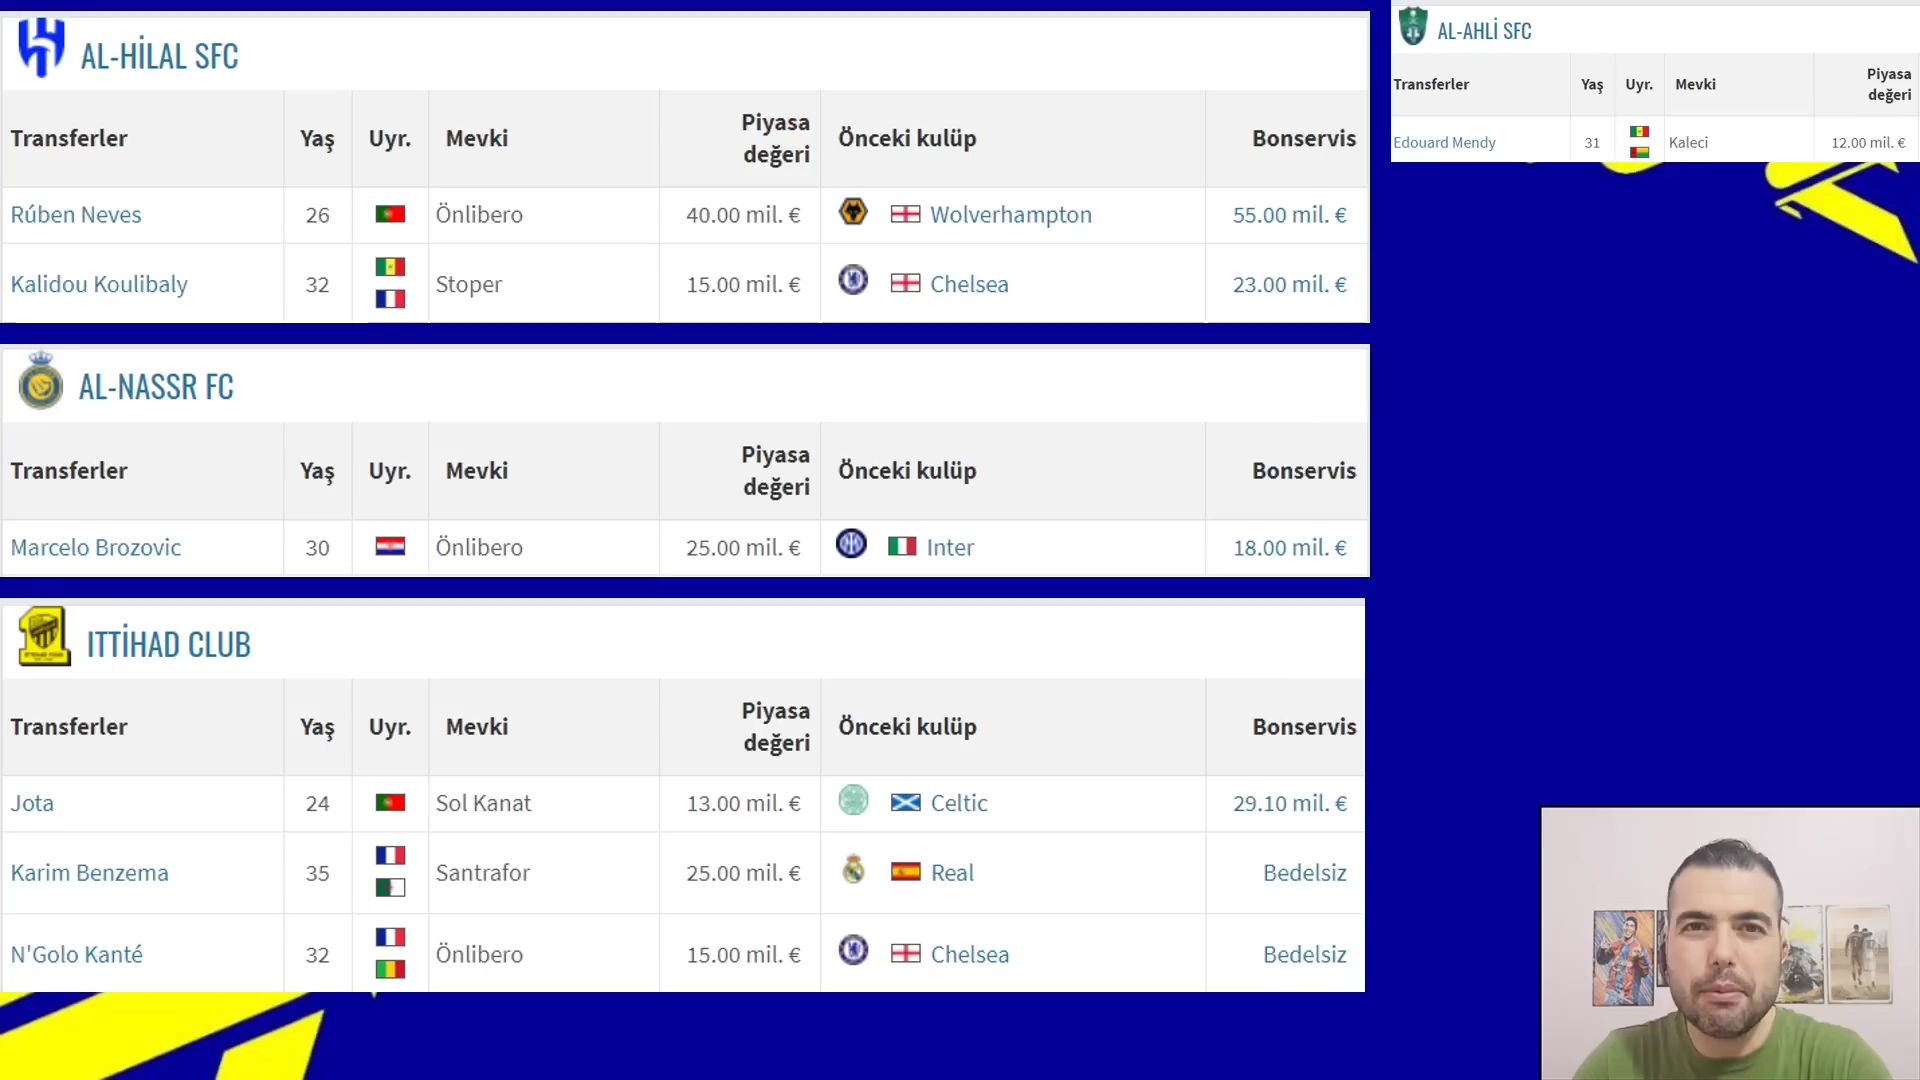 AL-HİLAL SFC
Transferler Yaş Uyr. Mevki Piyasa değeri Önceki kulüp Bonservis
Rúben Neves 26 Önlibero 40.00 mil. € Wolverhampton 55.00 mil. €
Kalidou Koulibaly 32 Stoper 15.00 mil. € Chelsea 23.00 mil. €
AL-NASSR FC
Transferler Yaş Uyr. Mevki Piyasa değeri Önceki kulüp Bonservis
Marcelo Brozovic 30 Önlibero 25.00 mil. € Inter 18.00 mil. €
ITTİHAD CLUB
Transferler Yaş Uyr. Mevki Piyasa değeri Önceki kulüp Bonservis
Jota 24 Sol Kanat 13.00 mil. € Celtic 29.10 mil. €
Karim Benzema 35 Santrafor 25.00 mil. € Real Bedelsiz
N'Golo Kanté 32 Önlibero 15.00 mil. € Chelsea Bedelsiz
AL-AHLİ SFC
Transferler Yaş Uyr. Mevki Piyasa değeri
Edouard Mendy 31 Kaleci 12.00 mil. €